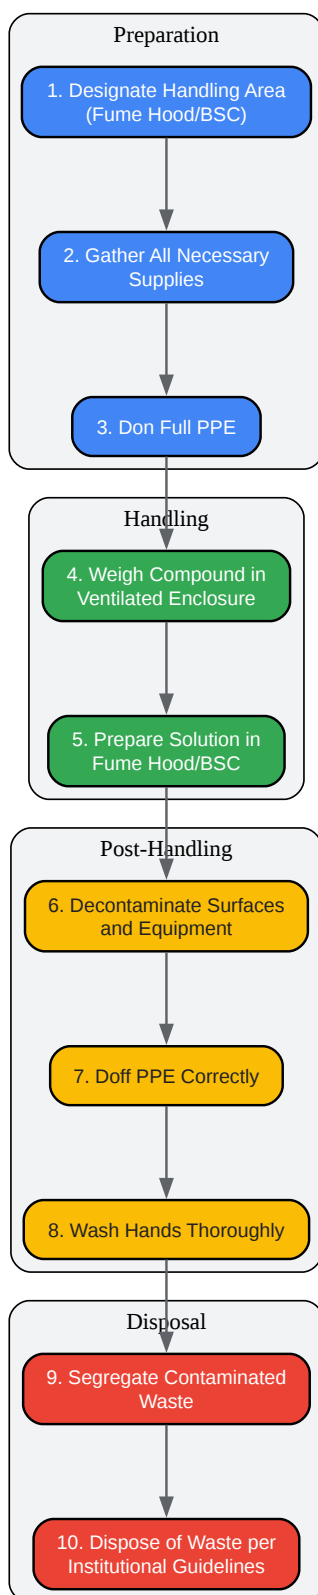 Preparation
1. Designate Handling Area
(Fume Hood/BSC)
2. Gather All Necessary
Supplies
3. Don Full PPE
Handling
4. Weigh Compound in
Ventilated Enclosure
5. Prepare Solution in
Fume Hood/BSC
Post-Handling
6. Decontaminate Surfaces
and Equipment
7. Doff PPE Correctly
8. Wash Hands Thoroughly
Disposal
9. Segregate Contaminated
Waste
10. Dispose of Waste per
Institutional Guidelines